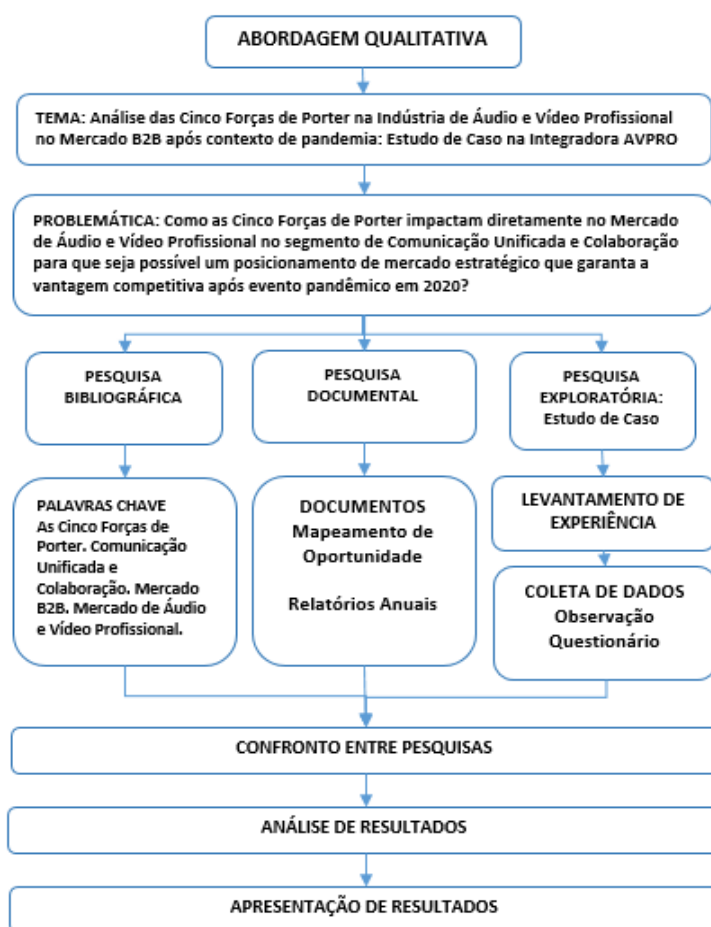 ABORDAGEM QUALITATIVA
TEMA: Análise das Cinco Forças de Porter na Indústria de Áudio e Vídeo Profissional
no Mercado B2B após contexto de pandemia: Estudo de Caso na Integradora AVPRO
PROBLEMÁTICA: Como as Cinco Forças de Porter impactam diretamente no Mercado
de Áudio e Vídeo Profissional no segmento de Comunicação Unificada e Colaboração
para que seja possível um posicionamento de mercado estratégico que garanta a
vantagem competitiva após evento pandêmico em 2020?
PESQUISA
BIBLIOGRÁFICA
PESQUISA
DOCUMENTAL
PESQUISA
EXPLORATÓRIA:
Estudo de Caso
PALAVRAS CHAVE
As Cinco Forças de
Porter. Comunicação
Unificada e
Colaboração. Mercado
B2B. Mercado de Áudio
e Vídeo Profissional.
DOCUMENTOS
Mapeamento de
Oportunidade
Relatórios Anuais
LEVANTAMENTO DE
EXPERIÊNCIA
COLETA DE DADOS
Observação
Questionário
CONFRONTO ENTRE PESQUISAS
ANÁLISE DE RESULTADOS
APRESENTAÇÃO DE RESULTADOS